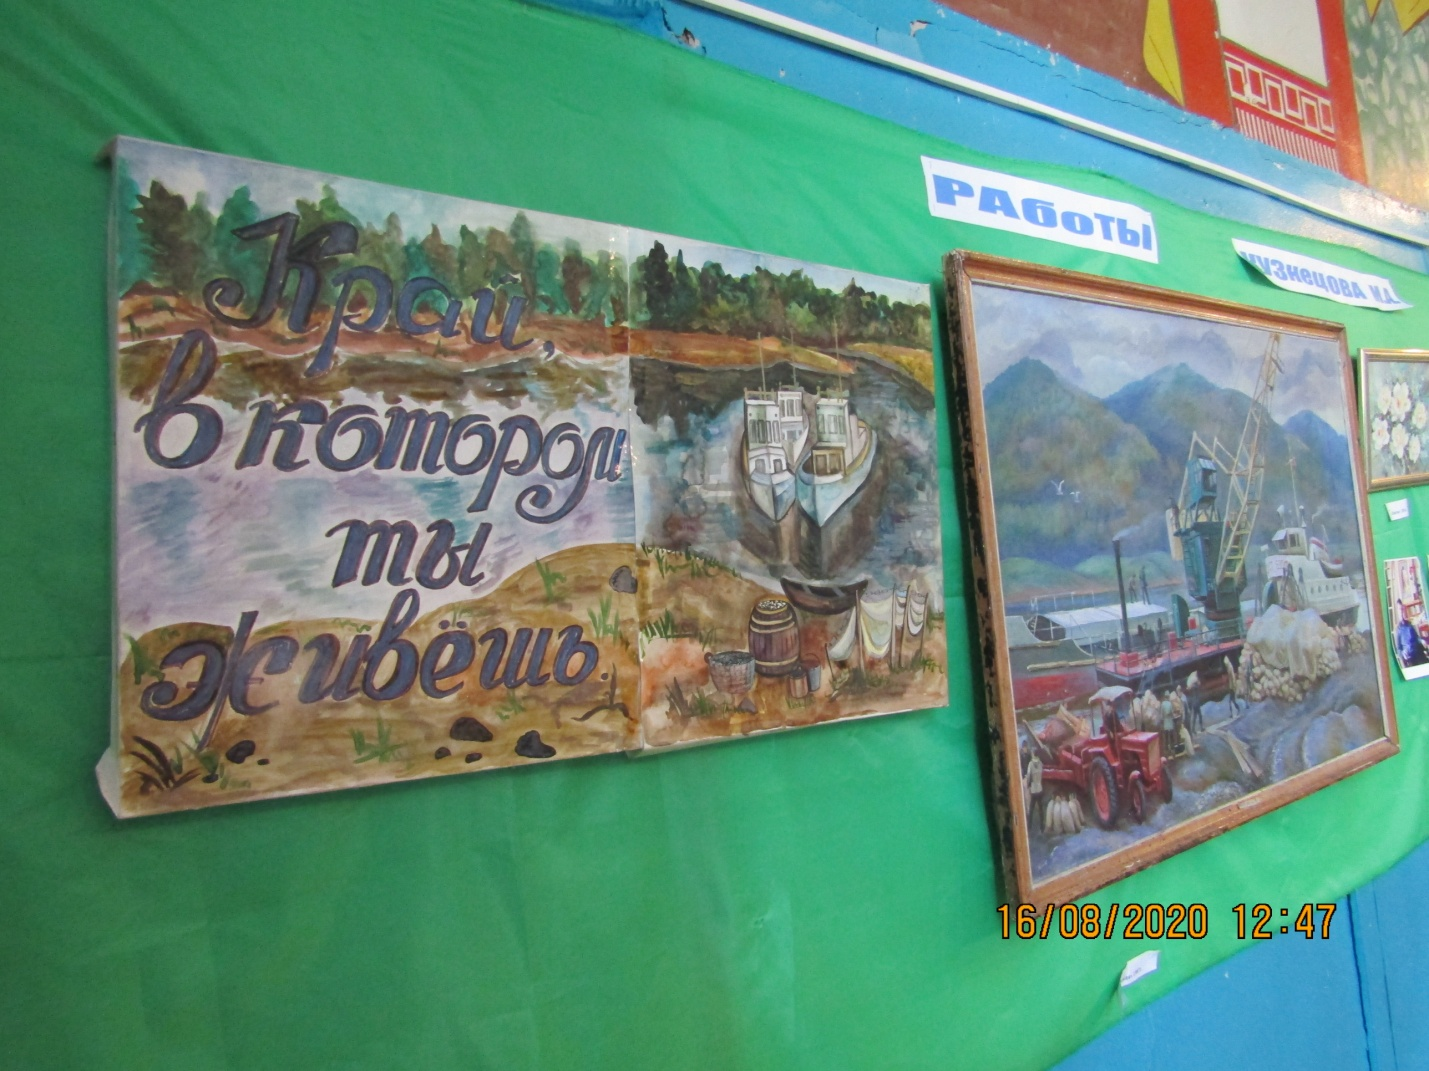 Край,
в котором
ты
живёшь.
РАботы
кузнецова И.А.
16/08/2020 12:47